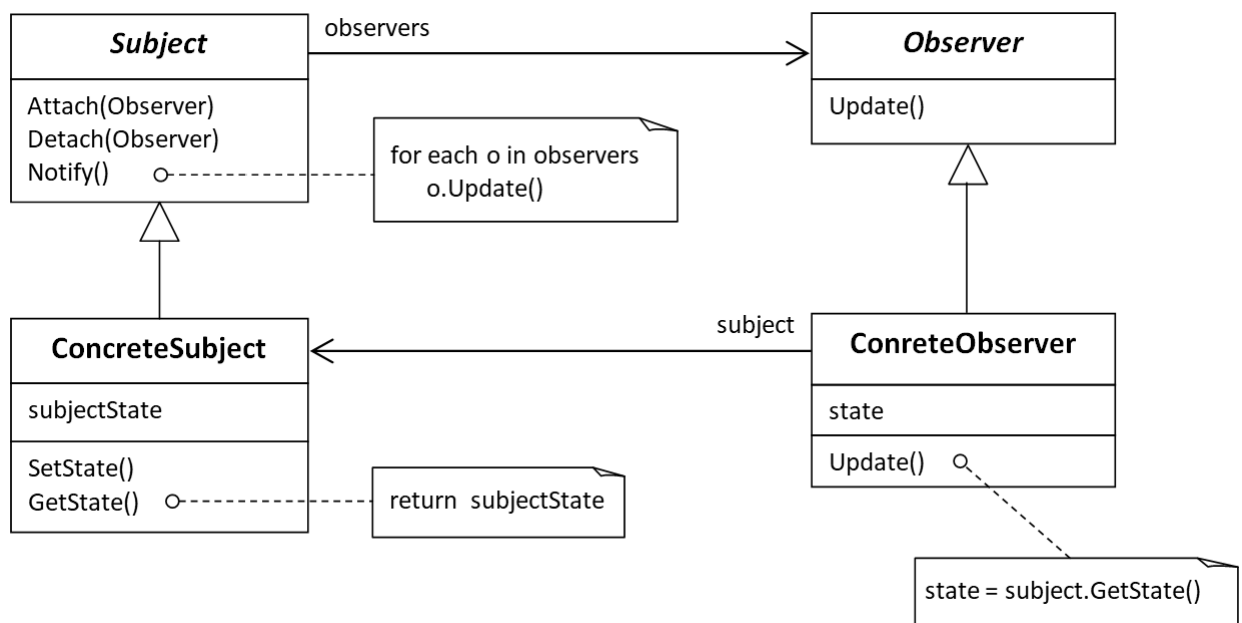 Subject
observers
Observer
Attach(Observer)
Detach(Observer)
Notify()
for each o in observers
o.Update()
Update()
ConcreteSubject
subject
ConreteObserver
subjectState
state
SetState()
GetState()
return subjectState
Update()
state = subject.GetState()